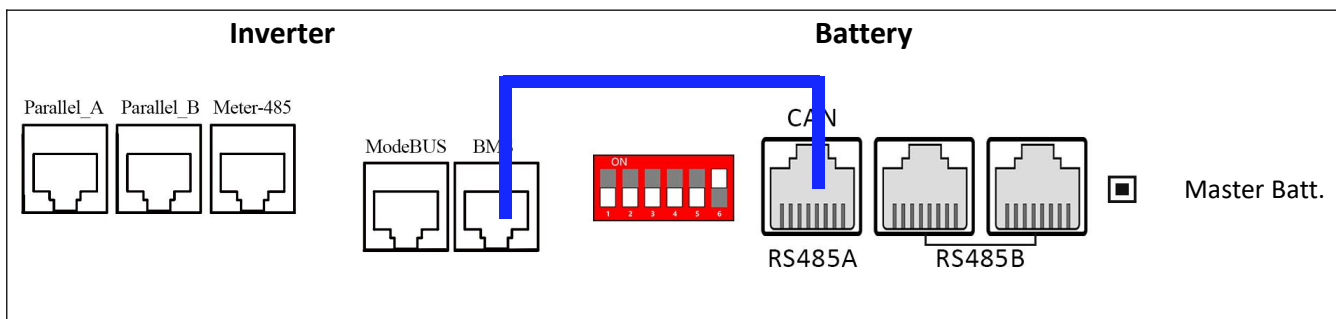 Inverter
Battery
Parallel_A Parallel_B Meter-485
ModeBUS BMS
ON
1 2 3 4 5 6
CAN
RS485A
RS485B
Master Batt.